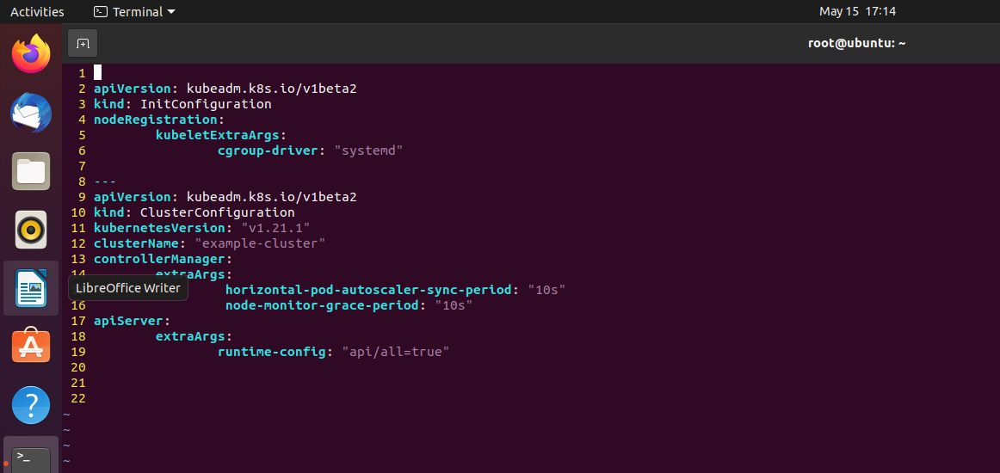 Activities
Terminal
May 15 17:14
root@ubuntu: ~
1
2 apiVersion: kubeadm.k8s.io/v1beta2
3 kind: InitConfiguration
4 nodeRegistration:
5         kubeletExtraArgs:
6                 cgroup-driver: "systemd"
7
8 ---
9 apiVersion: kubeadm.k8s.io/v1beta2
10 kind: ClusterConfiguration
11 kubernetesVersion: "v1.21.1"
12 clusterName: "example-cluster"
13 controllerManager:
14         extraArgs:
LibreOffice Writer
horizontal-pod-autoscaler-sync-period: "10s"
16                  node-monitor-grace-period: "10s"
17 apiServer:
18         extraArgs:
19                 runtime-config: "api/all=true"
20
21
22
~
~
~
~